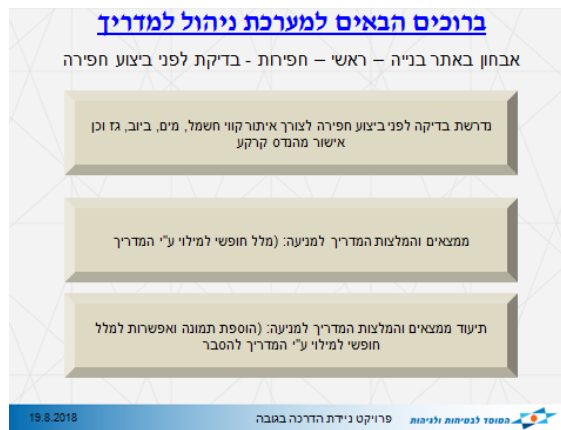 ברוכים הבאים למערכת ניהול למדריך
אבחון באתר בנייה – ראשי – חפירות - בדיקת לפני ביצוע חפירה
נדרשת בדיקה לפני ביצוע חפירה לצורך איתור קווי חשמל, מים, ביוב, גז וכן
אישור מהנדס קרקע
ממצאים והמלצות המדריך למניעה: (מלל חופשי למילוי ע"י המדריך
תיעוד ממצאים והמלצות המדריך למניעה: (הוספת תמונה ואפשרות למלל
חופשי למילוי ע"י המדריך להסבר
המוסד לבטיחות ולגיהות
פרויקט ניידת הדרכה בגובה
19.8.2018